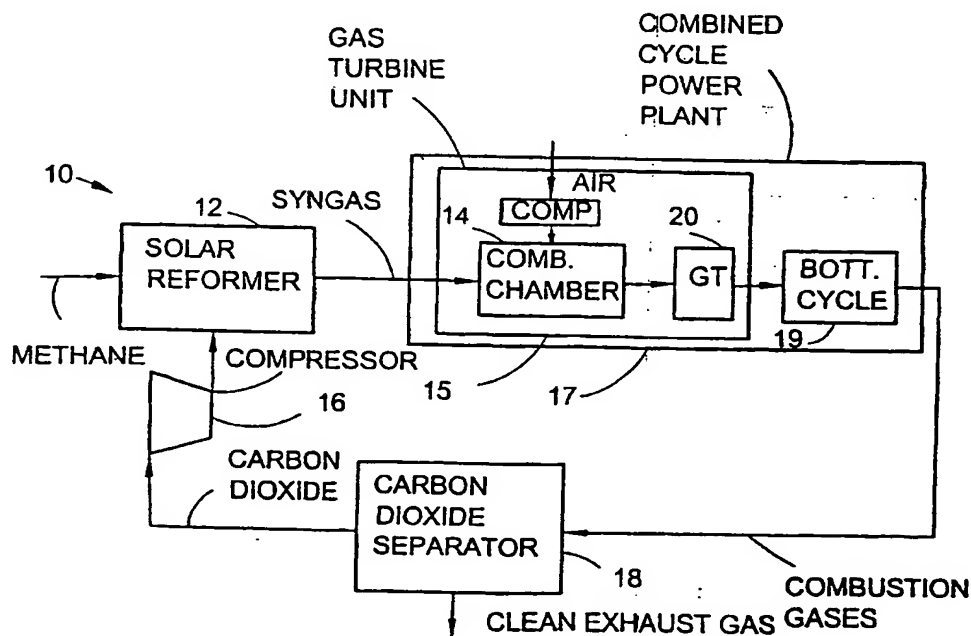 GAS
TURBINE
UNIT
COMBINED
CYCLE
POWER
PLANT
10
SYNGAS
AIR
COMP
12
SOLAR
REFORMER
14
COMB.
CHAMBER
20
GT
BOTT.
CYCLE
19
METHANE
COMPRESSOR
16
15
17
CARBON
DIOXIDE
CARBON
DIOXIDE
SEPARATOR
18
COMBUSTION
GASES
CLEAN EXHAUST GAS